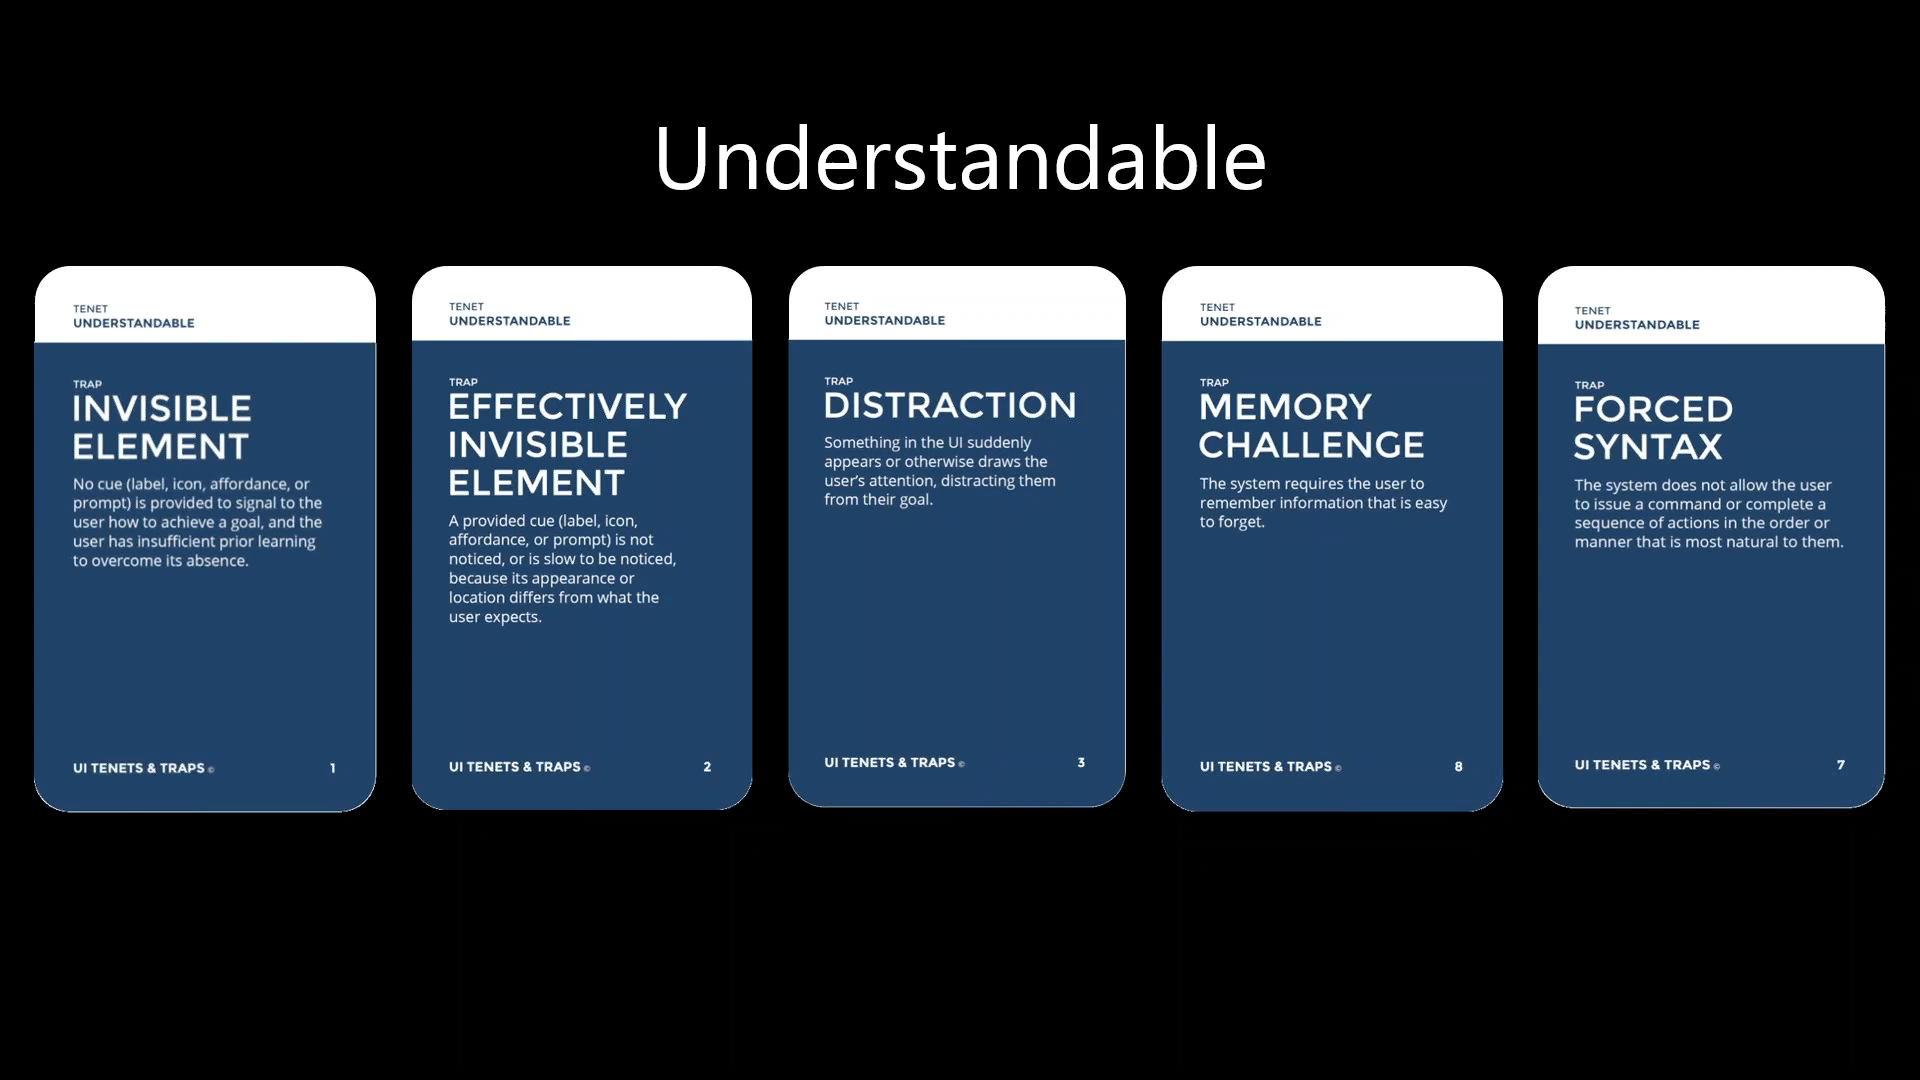 Understandable
TENET
UNDERSTANDABLE
TRAP
INVISIBLE
ELEMENT
No cue (label, icon, affordance, or
prompt) is provided to signal to the
user how to achieve a goal, and the
user has insufficient prior learning
to overcome its absence.
UI TENETS & TRAPS © 1
TENET
UNDERSTANDABLE
TRAP
EFFECTIVELY
INVISIBLE
ELEMENT
A provided cue (label, icon,
affordance, or prompt) is not
noticed, or is slow to be noticed,
because its appearance or
location differs from what the
user expects.
UI TENETS & TRAPS © 2
TENET
UNDERSTANDABLE
TRAP
DISTRACTION
Something in the UI suddenly
appears or otherwise draws the
user's attention, distracting them
from their goal.
UI TENETS & TRAPS © 3
TENET
UNDERSTANDABLE
TRAP
MEMORY
CHALLENGE
The system requires the user to
remember information that is easy
to forget.
UI TENETS & TRAPS © 8
TENET
UNDERSTANDABLE
TRAP
FORCED
SYNTAX
The system does not allow the user
to issue a command or complete a
sequence of actions in the order or
manner that is most natural to them.
UI TENETS & TRAPS © 7